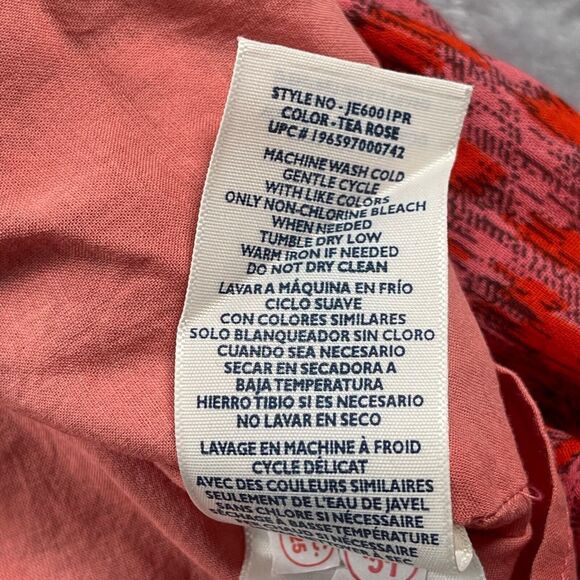 STYLE NO - JE6001PR
COLOR - TEA ROSE
UPC# 196597000742
MACHINE WASH COLD
GENTLE CYCLE
WITH LIKE COLORS
ONLY NON-CHLORINE BLEACH
WHEN NEEDED
TUMBLE DRY LOW
WARM IRON IF NEEDED
DO NOT DRY CLEAN
LAVAR A MÁQUINA EN FRÍO
CICLO SUAVE
CON COLORES SIMILARES
SOLO BLANQUEADOR SIN CLORO
CUANDO SEA NECESARIO
SECAR EN SECADORA A
BAJA TEMPERATURA
HIERRO TIBIO SI ES NECESARIO
NO LAVAR EN SECO
LAVAGE EN MACHINE À FROID
CYCLE DÉLICAT
AVEC DES COULEURS SIMILAIRES
SEULEMENT DE L'EAU DE JAVEL
SANS CHLORE SI NÉCESSAIRE
À BASSE TEMPÉRATURE
SI NÉCESSAIRE